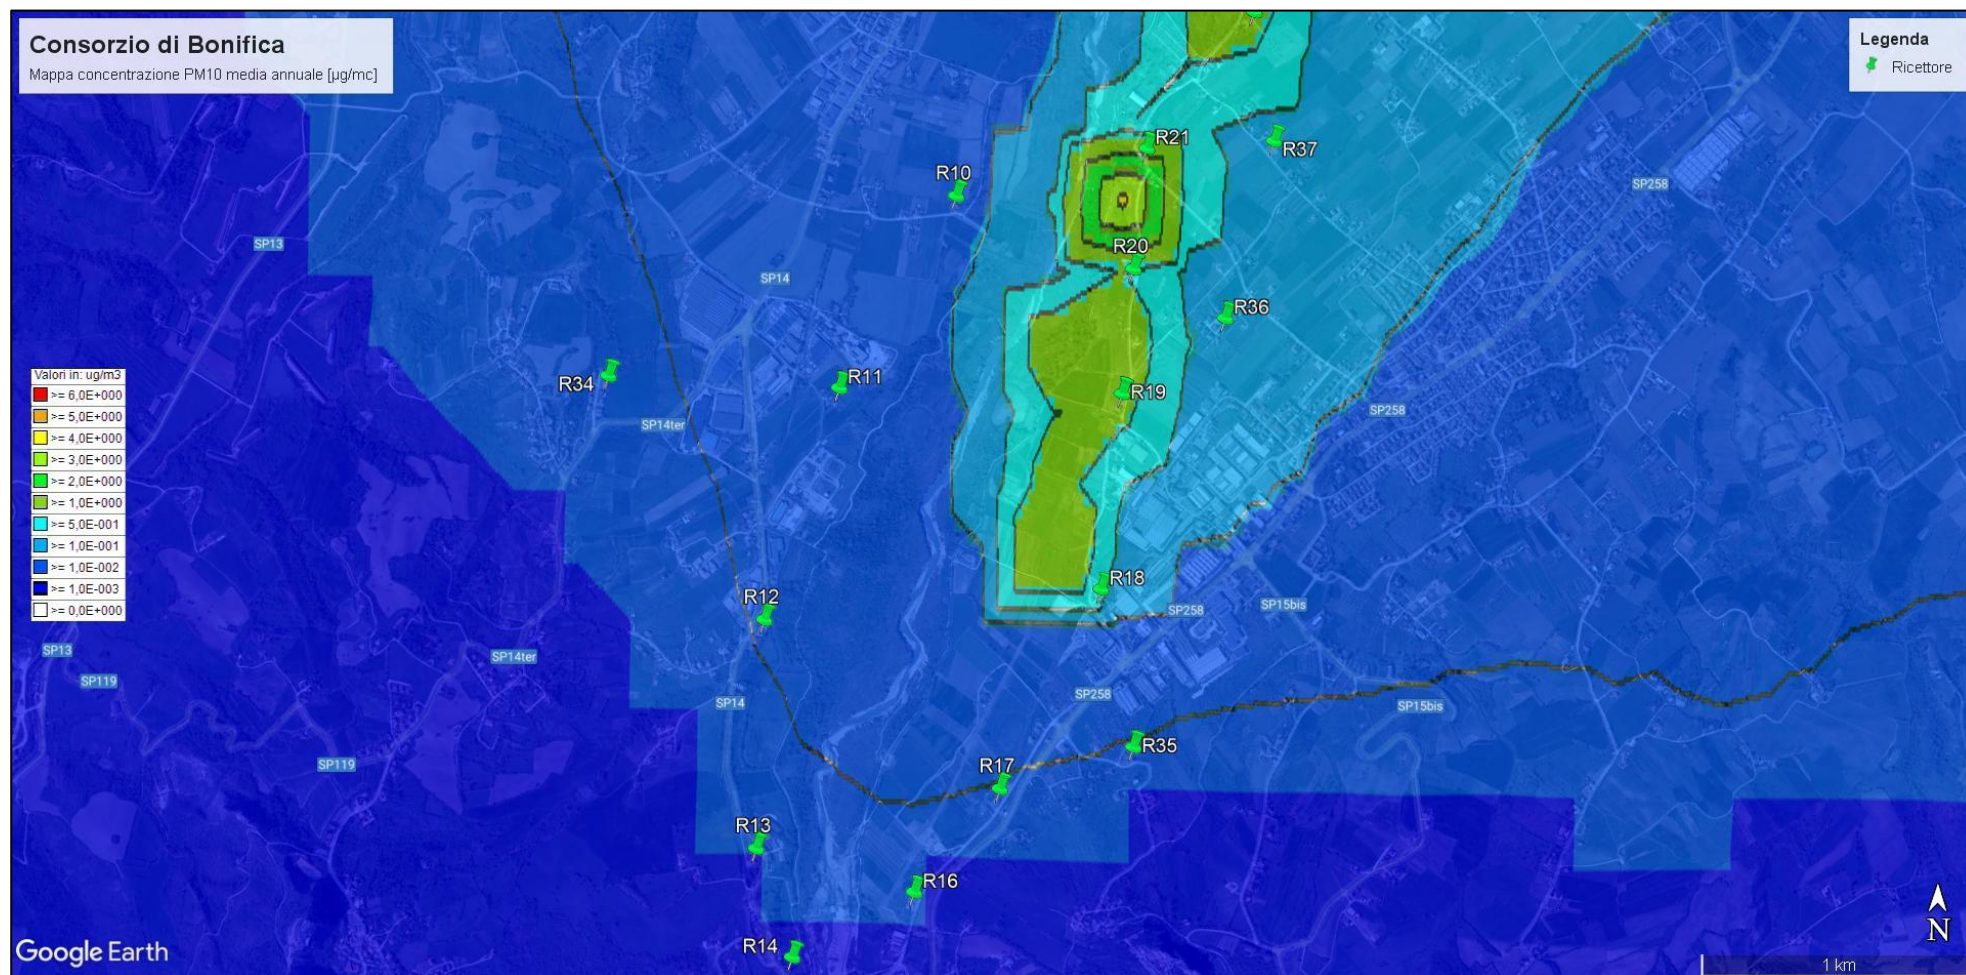 Consorzio di Bonifica
Mappa concentrazione PM10 media annuale [µg/mc]
Legenda
Ricettore
R21
R37
R10
SP258
SP13
R20
SP14
R36
R34
R11
R19
SP258
SP14ter
Valori in: ug/m3
>= 6,0E+000
>= 5,0E+000
>= 4,0E+000
>= 3,0E+000
>= 2,0E+000
>= 1,0E+000
>= 5,0E-001
>= 1,0E-001
>= 1,0E-002
>= 1,0E-003
>= 0,0E+000
R18
R12
SP258
SP15bis
SP13
SP14ter
SP119
SP258
SP14
SP15bis
R35
SP119
R17
R13
R16
R14
N
Google Earth
1 km